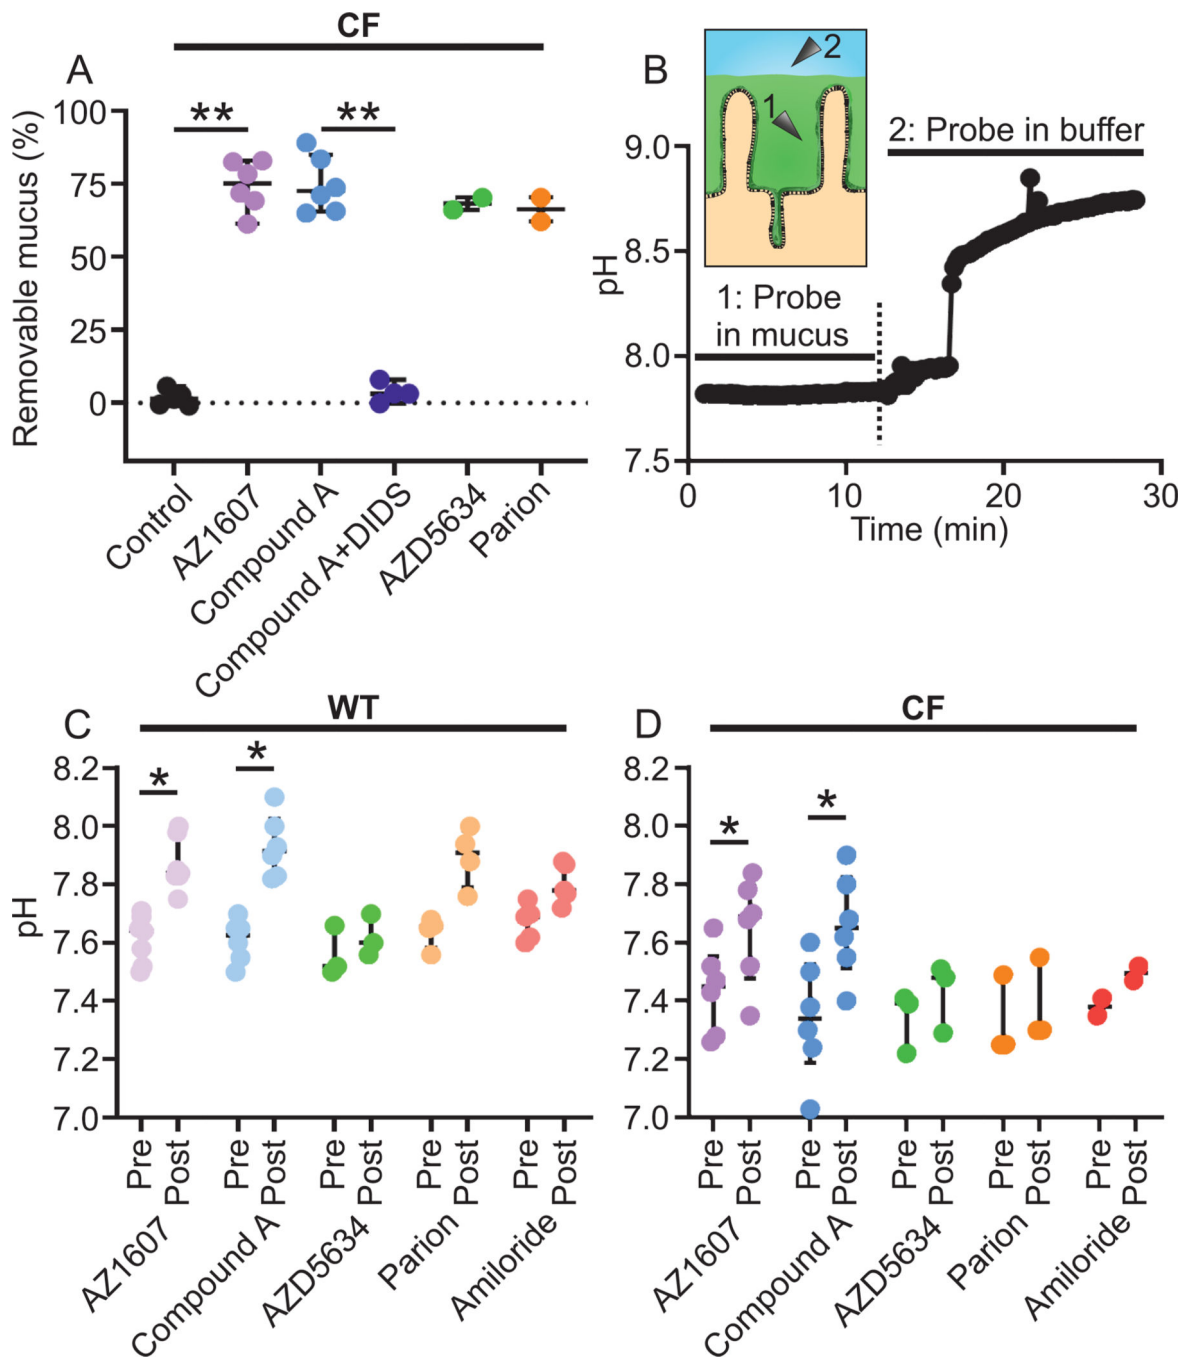 CF
A
Removable mucus (%)
100
75
50
25
0
**
**
Control
AZ1607
Compound A
Compound A+DIDS
AZD5634
Parion
B
2
1
2: Probe in buffer
1: Probe
in mucus
pH
9.0
8.5
8.0
7.5
0
10
20
30
Time (min)
C
WT
pH
8.2
8.0
7.8
7.6
7.4
7.2
7.0
*
*
Pre
Post
Pre
Post
Pre
Post
Pre
Post
Pre
Post
AZ1607
Compound A
AZD5634
Parion
Amiloride
D
CF
8.2
8.0
7.8
7.6
7.4
7.2
7.0
*
*
Pre
Post
Pre
Post
Pre
Post
Pre
Post
Pre
Post
AZ1607
Compound A
AZD5634
Parion
Amiloride